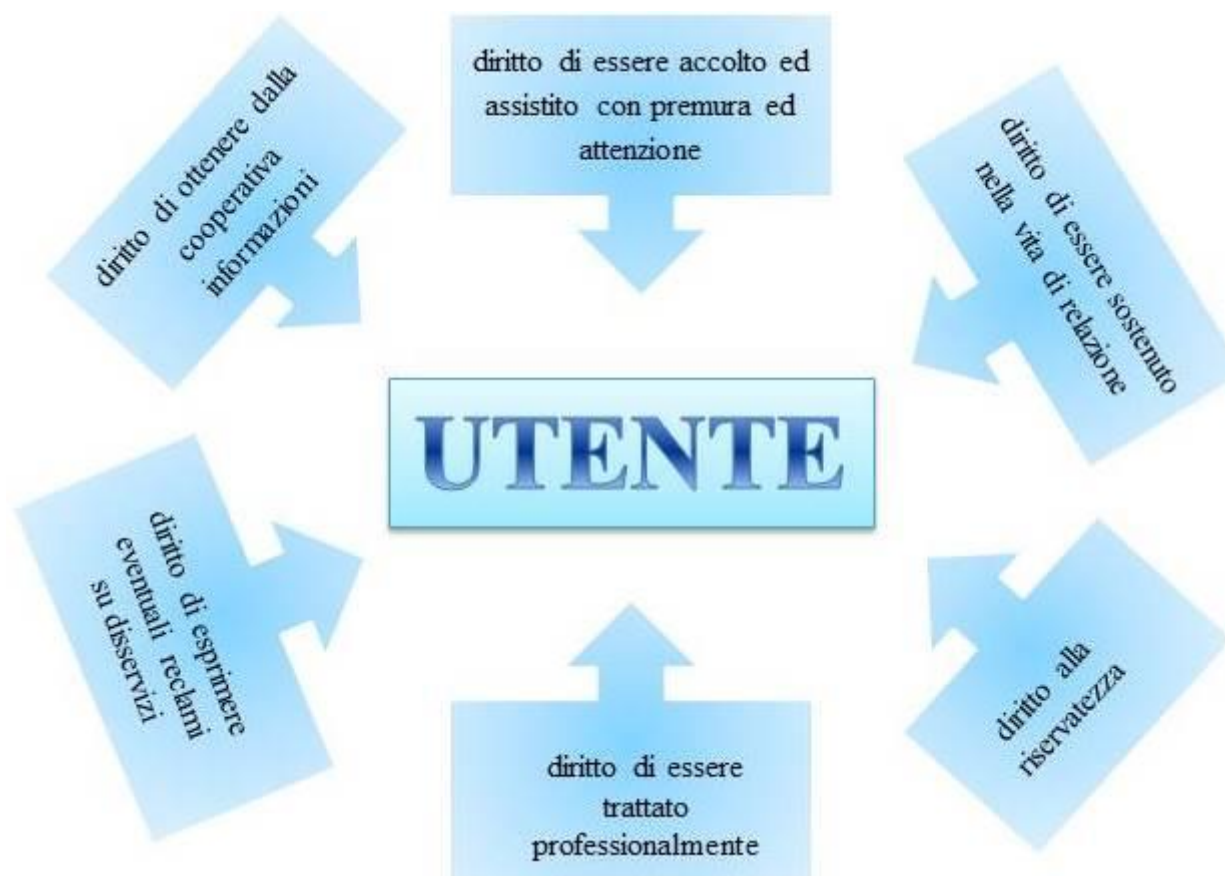 diritto di essere accolto ed
assistito con premura ed
attenzione
diritto di ottenere dalla
cooperativa
informazioni
diritto di essere sostenuto
nella vita di relazione
UTENTE
diritto di esprimere
eventuali reclami
su disservizi
diritto alla
riservatezza
diritto di essere
trattato
professionalmente